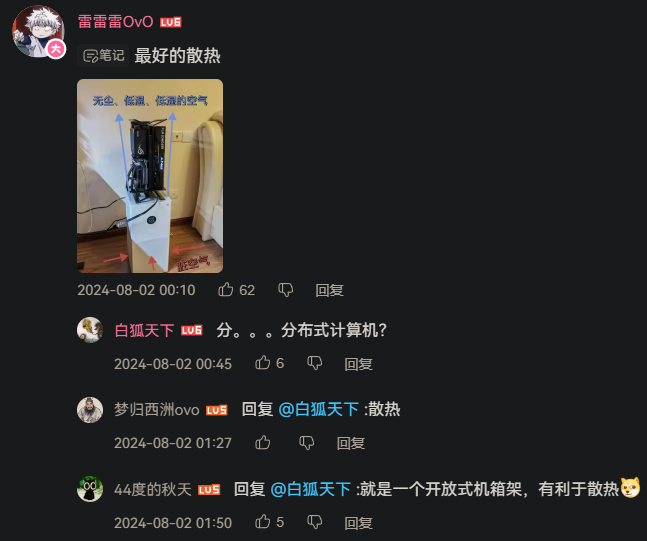 雷雷雷OvO LV6
大
笔记 最好的散热
无尘、低温、低湿的空气
脏空气
2024-08-02 00:10 62 回复
白狐天下 LV6 分。。。分布式计算机？
2024-08-02 00:45 6 回复
梦归西洲ovo LV5 回复 @白狐天下 :散热
2024-08-02 01:27 回复
44度的秋天 LV5 回复 @白狐天下 :就是一个开放式机箱架，有利于散热
2024-08-02 01:50 5 回复